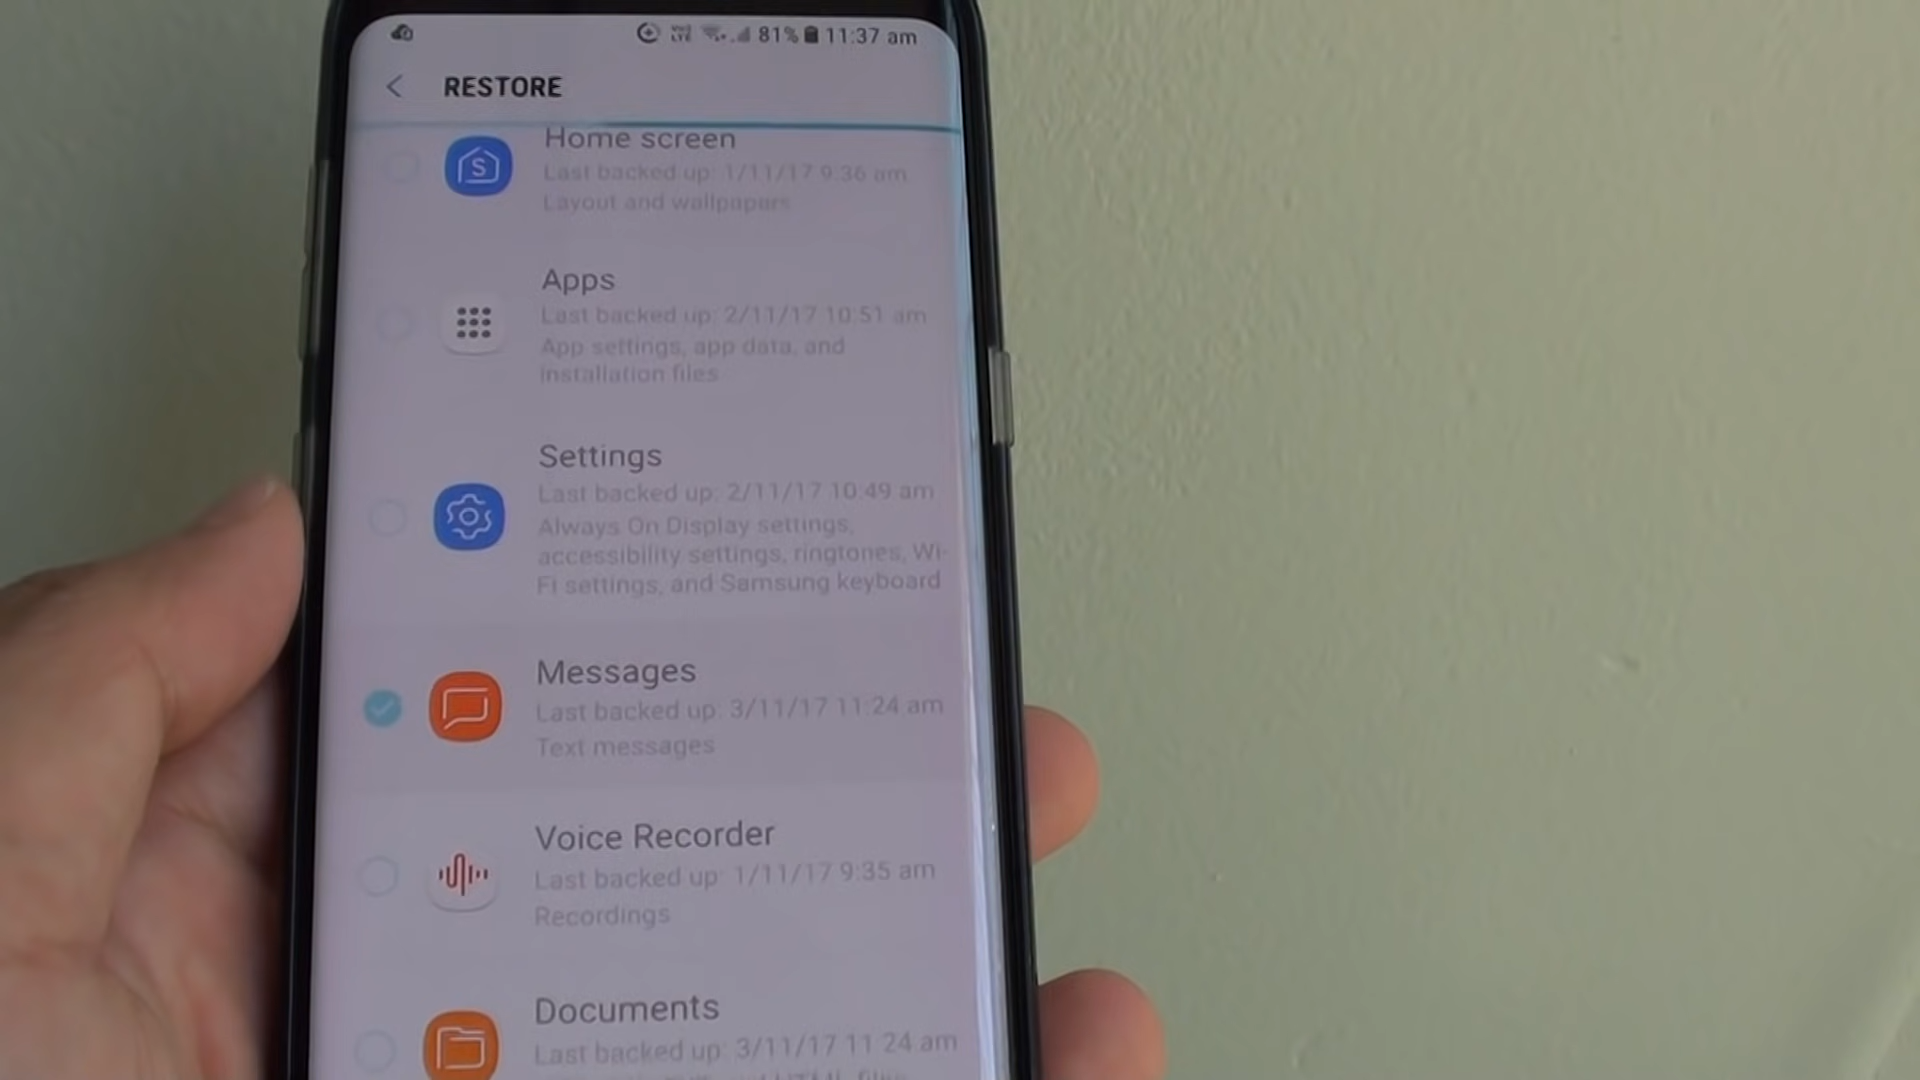 81% 11:37 am
RESTORE
Home screen
Last backed up: 1/11/17 9:36 am
Layout and wallpapers
Apps
Last backed up: 2/11/17 10:51 am
App settings, app data, and
installation files
Settings
Last backed up: 2/11/17 10:49 am
Always On Display settings,
accessibility settings, ringtones, Wi-
Fi settings, and Samsung keyboard
Messages
Last backed up: 3/11/17 11:24 am
Text messages
Voice Recorder
Last backed up: 1/11/17 9:35 am
Recordings
Documents
Last backed up: 3/11/17 11:24 am